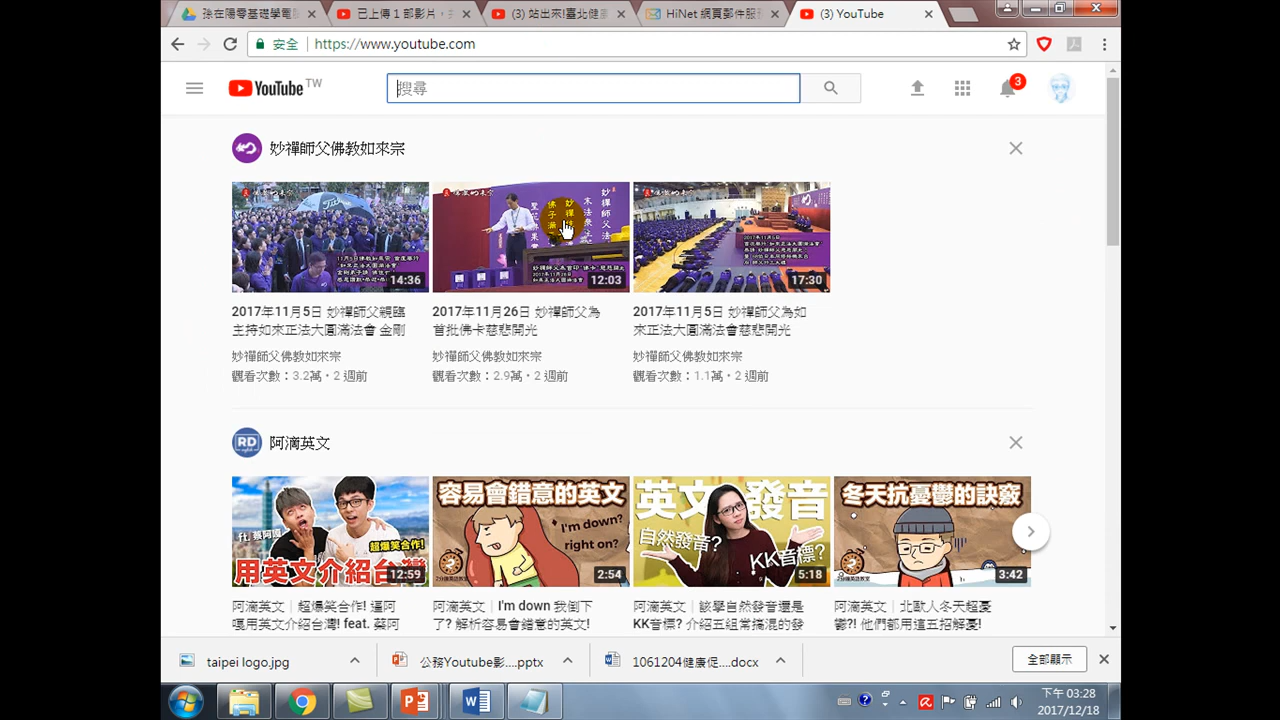 孫在陽零基礎學電腦
已上傳 1 部影片，
(3) 站出來!臺北健
HiNet 網頁郵件服
(3) YouTube
安全
https://www.youtube.com
YouTube TW
搜尋
3
妙禪師父佛教如來宗
14:36
12:03
17:30
2017年11月5日 妙禪師父親臨
主持如來正法大圓滿法會 金剛
2017年11月26日 妙禪師父為
首批佛卡慈悲開光
2017年11月5日 妙禪師父為如
來正法大圓滿法會慈悲開光
妙禪師父佛教如來宗
妙禪師父佛教如來宗
妙禪師父佛教如來宗
觀看次數：3.2萬・2 週前
觀看次數：2.9萬・2 週前
觀看次數：1.1萬・2 週前
RD
阿滴英文
ft. 蔡阿嘎
超爆笑合作!
用英文介紹台灣
12:59
容易會錯意的英文
I'm down?
right on?
2:54
英文發音
自然發音?
KK音標?
5:18
冬天抗憂鬱的訣竅
3:42
阿滴英文｜超爆笑合作! 逼阿
嘎用英文介紹台灣! feat. 蔡阿
阿滴英文｜I'm down 我倒下
了? 解析容易會錯意的英文!
阿滴英文｜該學自然發音還是
KK音標? 介紹五組常搞混的發
阿滴英文｜北歐人冬天超憂
鬱?! 他們都用這五招解憂!
taipei logo.jpg
公務Youtube影....pptx
1061204健康促....docx
全部顯示
下午 03:28
2017/12/18